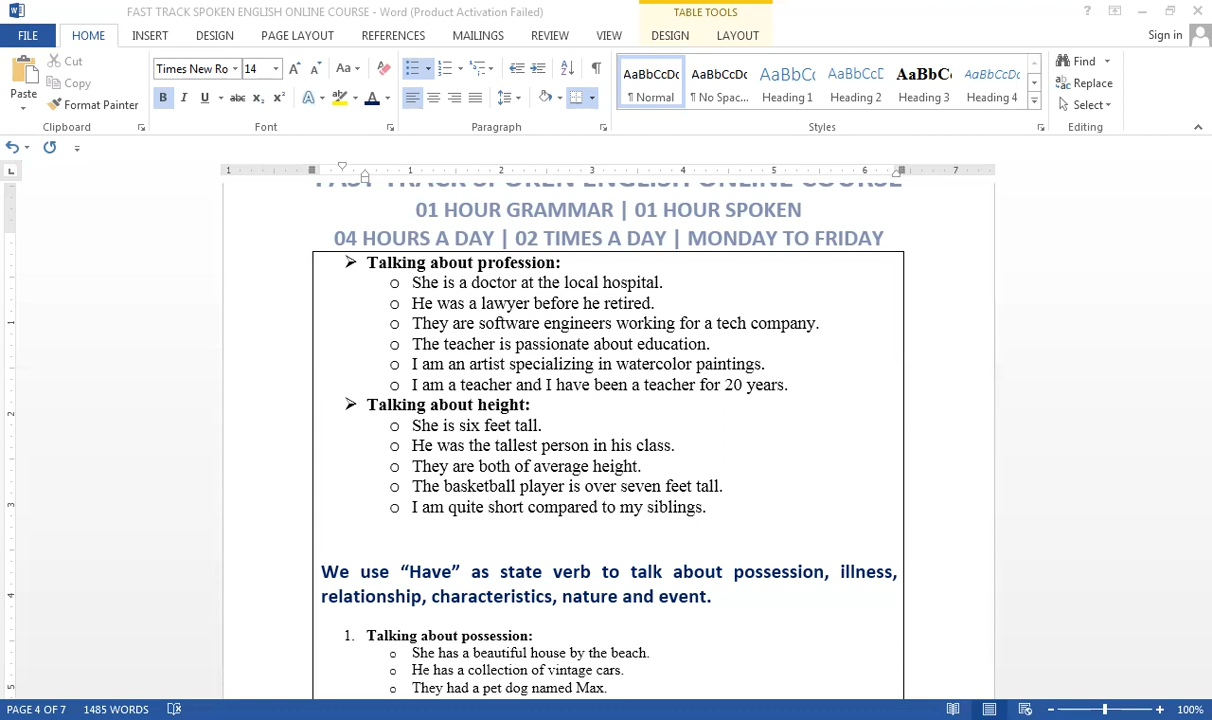 FAST TRACK SPOKEN ENGLISH ONLINE COURSE - Word (Product Activation Failed)
TABLE TOOLS
FILE HOME INSERT DESIGN PAGE LAYOUT REFERENCES MAILINGS REVIEW VIEW DESIGN LAYOUT Sign in
Paste
Cut
Copy
Format Painter
Clipboard
Times New Ro 14
Font
Paragraph
AaBbCcDc AaBbCcDc AaBbC AaBbCcD AaBbC AaBbCcDc
¶ Normal ¶ No Spac... Heading 1 Heading 2 Heading 3 Heading 4
Styles
Find
Replace
Select
Editing
FAST TRACK SPOKEN ENGLISH ONLINE COURSE
01 HOUR GRAMMAR | 01 HOUR SPOKEN
04 HOURS A DAY | 02 TIMES A DAY | MONDAY TO FRIDAY
➢ Talking about profession:
o She is a doctor at the local hospital.
o He was a lawyer before he retired.
o They are software engineers working for a tech company.
o The teacher is passionate about education.
o I am an artist specializing in watercolor paintings.
o I am a teacher and I have been a teacher for 20 years.
➢ Talking about height:
o She is six feet tall.
o He was the tallest person in his class.
o They are both of average height.
o The basketball player is over seven feet tall.
o I am quite short compared to my siblings.
We use “Have” as state verb to talk about possession, illness,
relationship, characteristics, nature and event.
1. Talking about possession:
o She has a beautiful house by the beach.
o He has a collection of vintage cars.
o They had a pet dog named Max.
PAGE 4 OF 7 1485 WORDS 100%